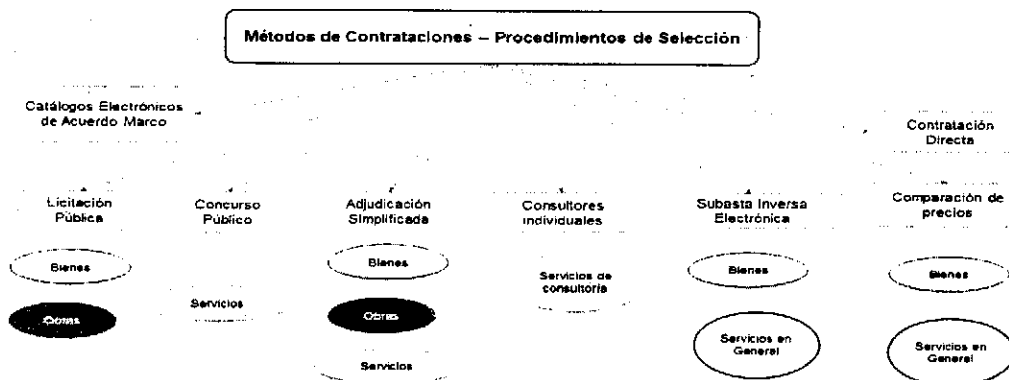 Métodos de Contrataciones – Procedimientos de Selección
Catálogos Electrónicos
de Acuerdo Marco
Contratación
Directa
Licitación
Pública
Concurso
Público
Adjudicación
Simplificada
Consultores
individuales
Subasta Inversa
Electrónica
Comparación de
precios
Bienes
Obras
Servicios
Bienes
Obras
Servicios
Servicios de
consultoría
Bienes
Servicios en
General
Bienes
Servicios en
General